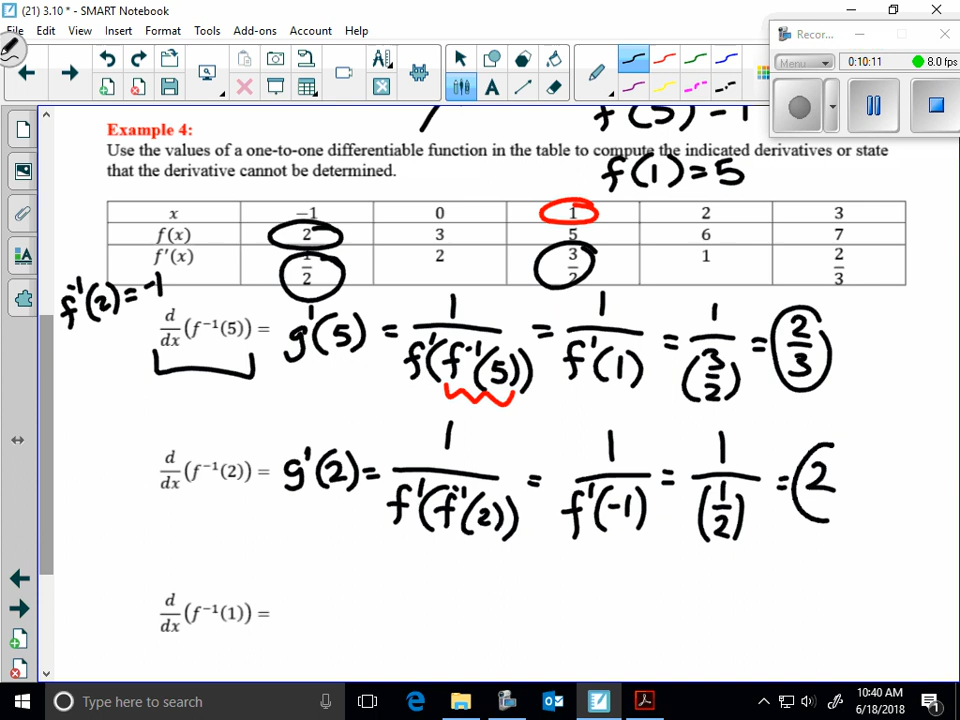 (21) 3.10 * - SMART Notebook
File Edit View Insert Format Tools Add-ons Account Help
Recor...
Menu 0:10:11 8.0 fps
f(5) = 1
Example 4:
Use the values of a one-to-one differentiable function in the table to compute the indicated derivatives or state
that the derivative cannot be determined.
f(1) = 5
x −1 0 1 2 3
f(x) 2 3 5 6 7
f′(x) 1/2 2 3/2 1 2/3
f⁻¹(2) = -1
d/dx (f⁻¹(5)) = g'(5) = 1/f'(f⁻¹(5)) = 1/f'(1) = 1/(3/2) = 2/3
d/dx (f⁻¹(2)) = g'(2) = 1/f'(f⁻¹(2)) = 1/f'(-1) = 1/(1/2) = 2
d/dx (f⁻¹(1)) =
Type here to search
10:40 AM
6/18/2018
1